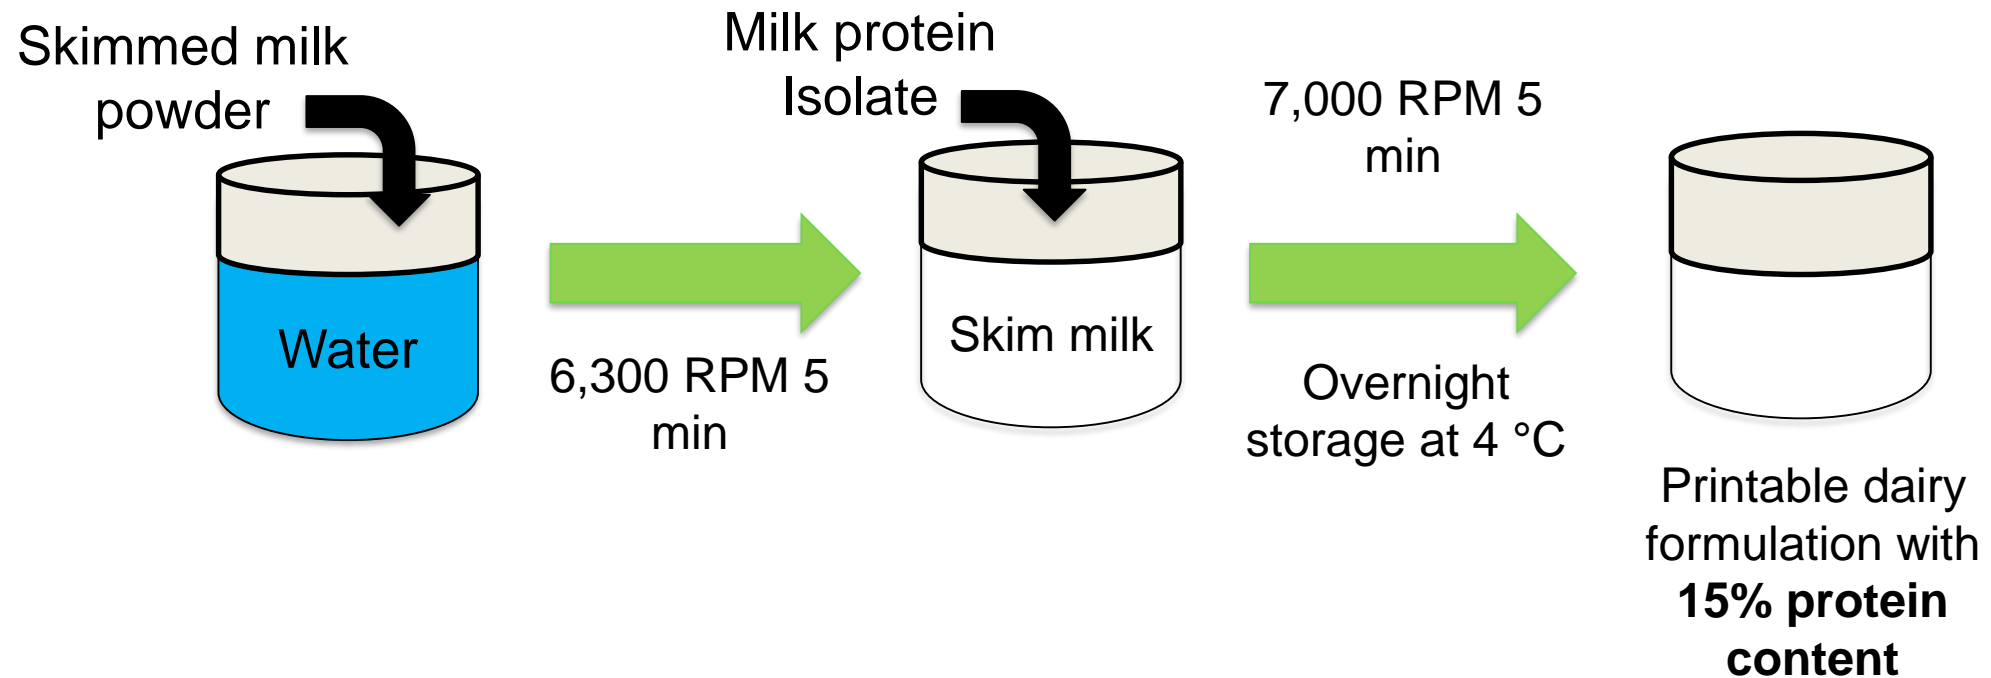 Skimmed milk
powder
Water
6,300 RPM 5
min
Milk protein
Isolate
Skim milk
7,000 RPM 5
min
Overnight
storage at 4 °C
Printable dairy
formulation with
15% protein
content